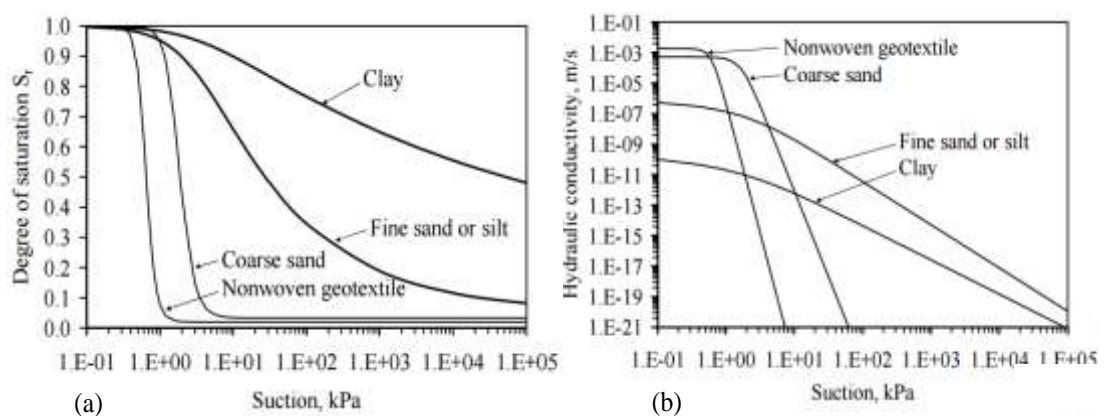 1.0
0.9
0.8
0.7
0.6
0.5
0.4
0.3
0.2
0.1
0.0
Degree of saturation Sr
Clay
Fine sand or silt
Coarse sand
Nonwoven geotextile
1.E-01 1.E+00 1.E+01 1.E+02 1.E+03 1.E+04 1.E+05
Suction, kPa
(a)
1.E-01
1.E-03
1.E-05
1.E-07
1.E-09
1.E-11
1.E-13
1.E-15
1.E-17
1.E-19
1.E-21
Hydraulic conductivity, m/s
Nonwoven geotextile
Coarse sand
Fine sand or silt
Clay
1.E-01 1.E+00 1.E+01 1.E+02 1.E+03 1.E+04 1.E+05
Suction, kPa
(b)